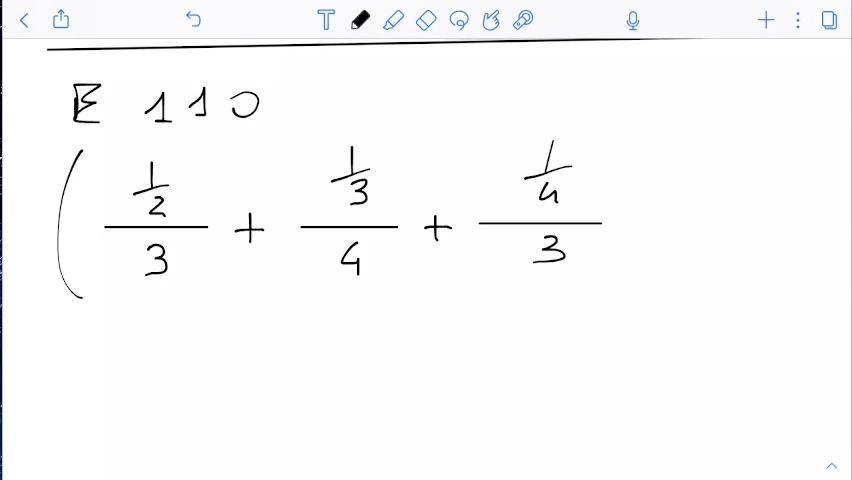 E 110
( 1/2 / 3 + 1/3 / 4 + 1/4 / 3